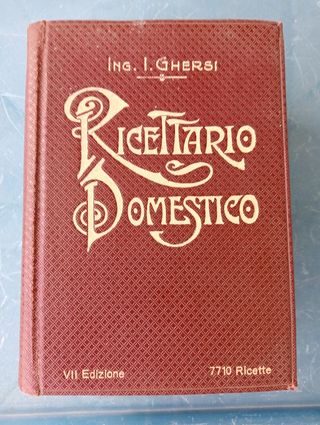 Ing. I. Ghersi
Ricettario
Domestico
VII Edizione 7710 Ricette